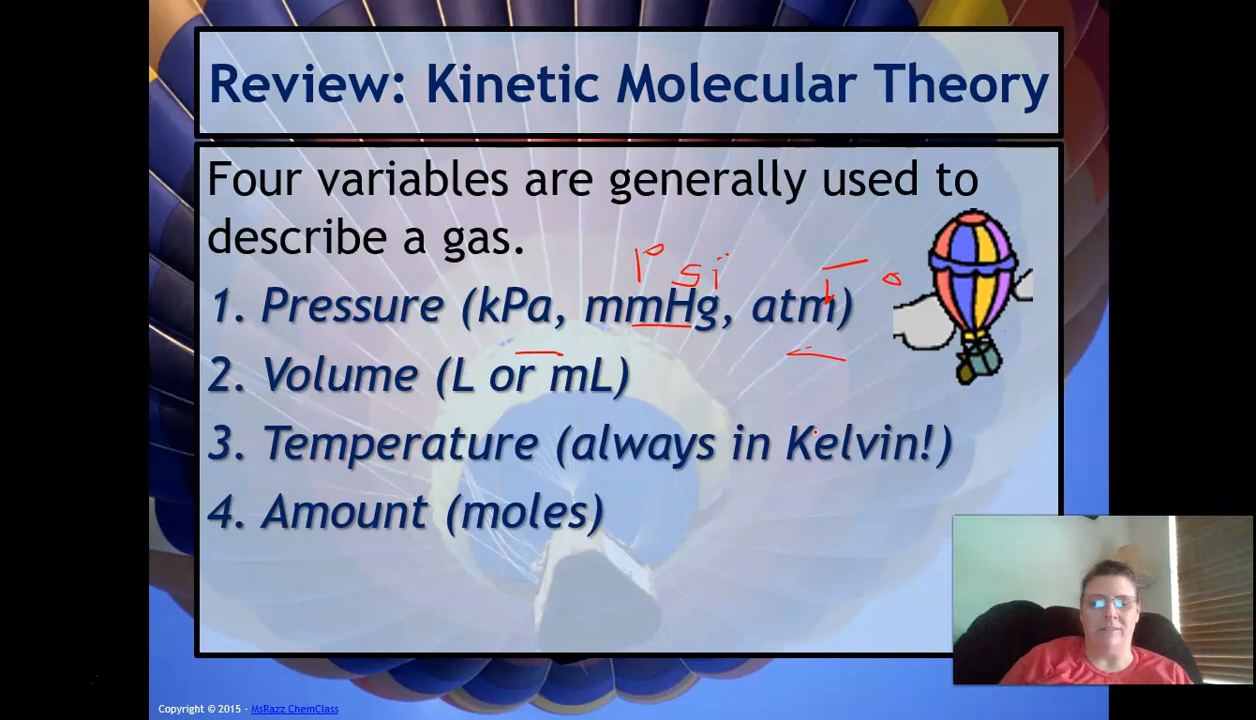 Review: Kinetic Molecular Theory
Four variables are generally used to
describe a gas.
psi
1. Pressure (kPa, mmHg, atm)
2. Volume (L or mL)
3. Temperature (always in Kelvin!)
4. Amount (moles)
Copyright © 2015 - MsRazz ChemClass